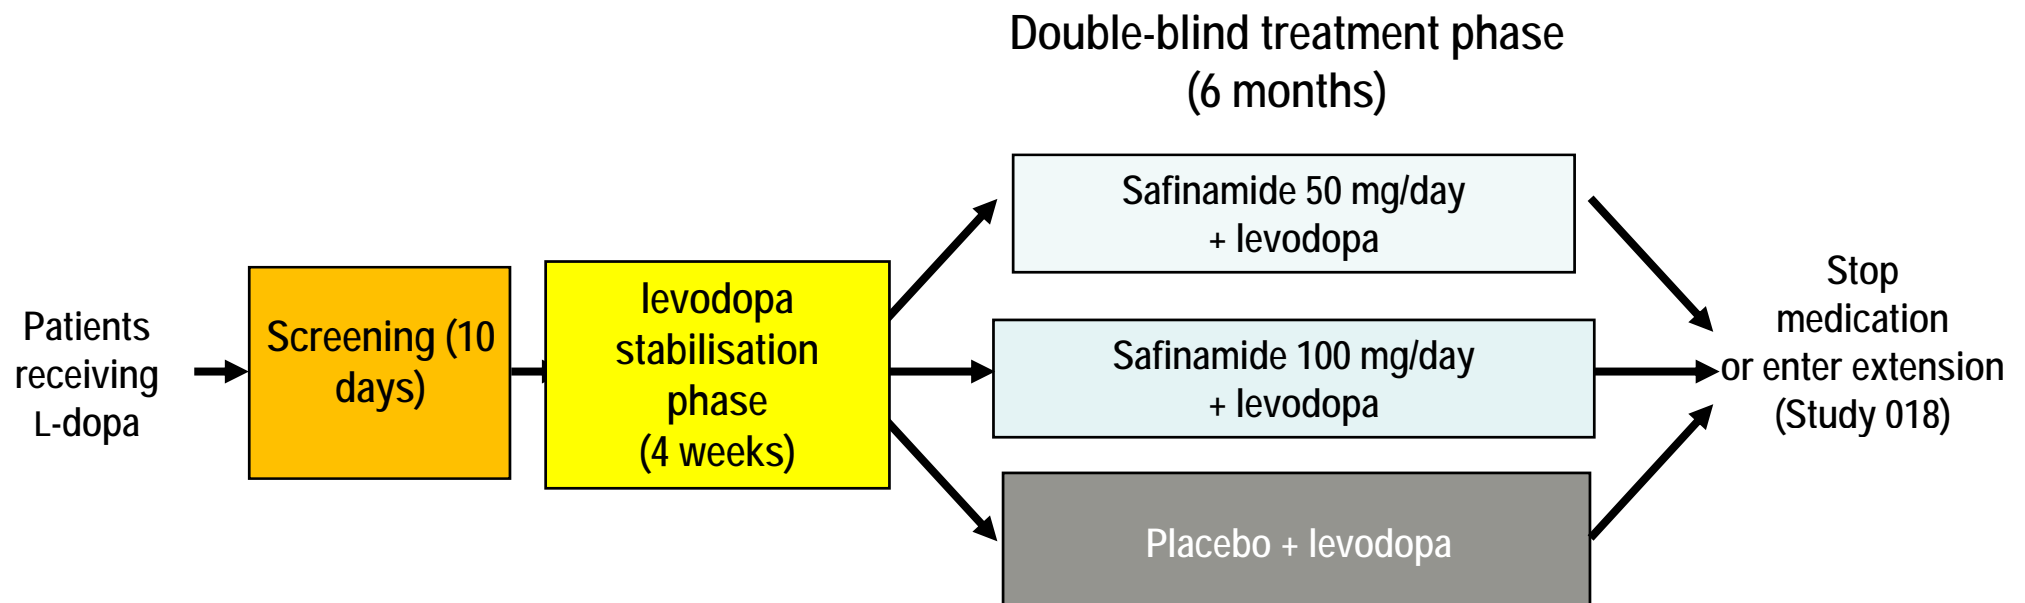 Double-blind treatment phase
(6 months)
Patients
receiving
L-dopa
Screening (10
days)
levodopa
stabilisation
phase
(4 weeks)
Safinamide 50 mg/day
+ levodopa
Safinamide 100 mg/day
+ levodopa
Placebo + levodopa
Stop
medication
or enter extension
(Study 018)